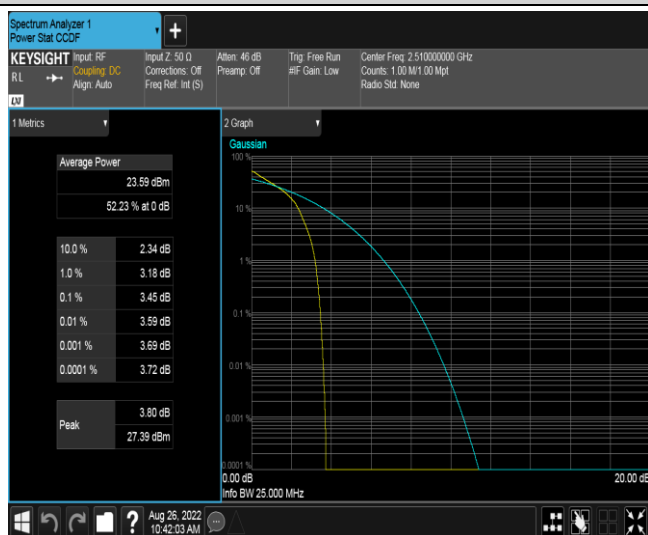 Spectrum Analyzer 1
Power Stat CCDF
+
KEYSIGHT
RL
LXI
Input: RF
Coupling: DC
Align: Auto
Input Z: 50 Ω
Corrections: Off
Freq Ref: Int (S)
Atten: 46 dB
Preamp: Off
Trig: Free Run
#IF Gain: Low
Center Freq: 2.510000000 GHz
Counts: 1.00 M/1.00 Mpt
Radio Std: None
1 Metrics
Average Power
23.59 dBm
52.23 % at 0 dB
10.0 % 2.34 dB
1.0 % 3.18 dB
0.1 % 3.45 dB
0.01 % 3.59 dB
0.001 % 3.69 dB
0.0001 % 3.72 dB
Peak
3.80 dB
27.39 dBm
2 Graph
Gaussian
100 %
10 %
1 %
0.1 %
0.01 %
0.001 %
0.0001 %
0.00 dB 20.00 dB
Info BW 25.000 MHz
?
Aug 26, 2022
10:42:03 AM